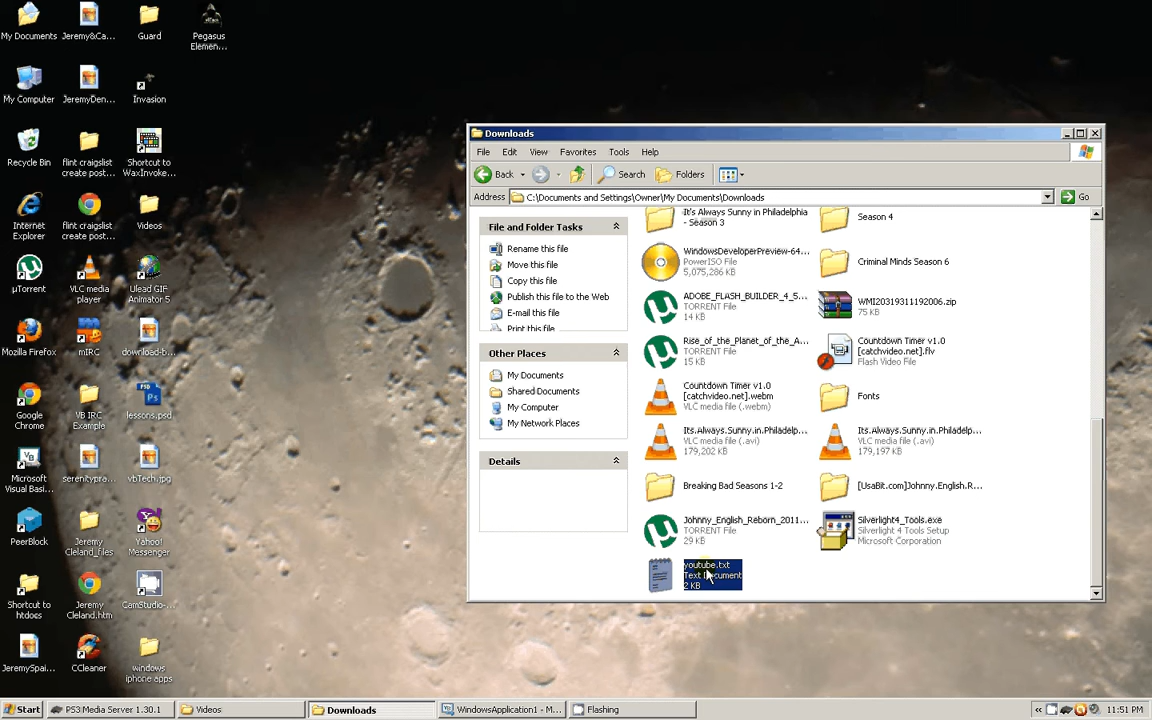 My Documents
Jeremy&Ca...
Guard
Pegasus
Elemen...
My Computer
JeremyDen...
Invasion
Recycle Bin
flint craigslist
create post...
Shortcut to
WaxInvoke...
Internet
Explorer
flint craigslist
create post...
Videos
µTorrent
VLC media
player
Ulead GIF
Animator 5
Mozilla Firefox
mIRC
download-b...
Google
Chrome
VB IRC
Example
lessons.psd
Microsoft
Visual Basi...
serenitypra...
vbTech.jpg
PeerBlock
Jeremy
Cleland_files
Yahoo!
Messenger
Shortcut to
htdocs
Jeremy
Cleland.htm
CamStudio-...
JeremySpai...
CCleaner
windows
iphone apps
Downloads
File Edit View Favorites Tools Help
Back Search Folders
Address C:\Documents and Settings\Owner\My Documents\Downloads Go
File and Folder Tasks
Rename this file
Move this file
Copy this file
Publish this file to the Web
E-mail this file
Print this file
Other Places
My Documents
Shared Documents
My Computer
My Network Places
Details
It's Always Sunny in Philadelphia
- Season 3
Season 4
WindowsDeveloperPreview-64...
PowerISO File
5,075,286 KB
Criminal Minds Season 6
ADOBE_FLASH_BUILDER_4_5...
TORRENT File
14 KB
WMI20319311192006.zip
75 KB
Rise_of_the_Planet_of_the_A...
TORRENT File
15 KB
Countdown Timer v1.0
[catchvideo.net].flv
Flash Video File
Countdown Timer v1.0
[catchvideo.net].webm
VLC media file (.webm)
Fonts
Its.Always.Sunny.in.Philadelp...
VLC media file (.avi)
179,202 KB
Its.Always.Sunny.in.Philadelp...
VLC media file (.avi)
179,197 KB
Breaking Bad Seasons 1-2
[UsaBit.com]Johnny.English.R...
Johnny_English_Reborn_2011...
TORRENT File
29 KB
Silverlight4_Tools.exe
Silverlight 4 Tools Setup
Microsoft Corporation
youtube.txt
Text Document
2 KB
Start
PS3 Media Server 1.30.1
Videos
Downloads
WindowsApplication1 - M...
Flashing
11:51 PM